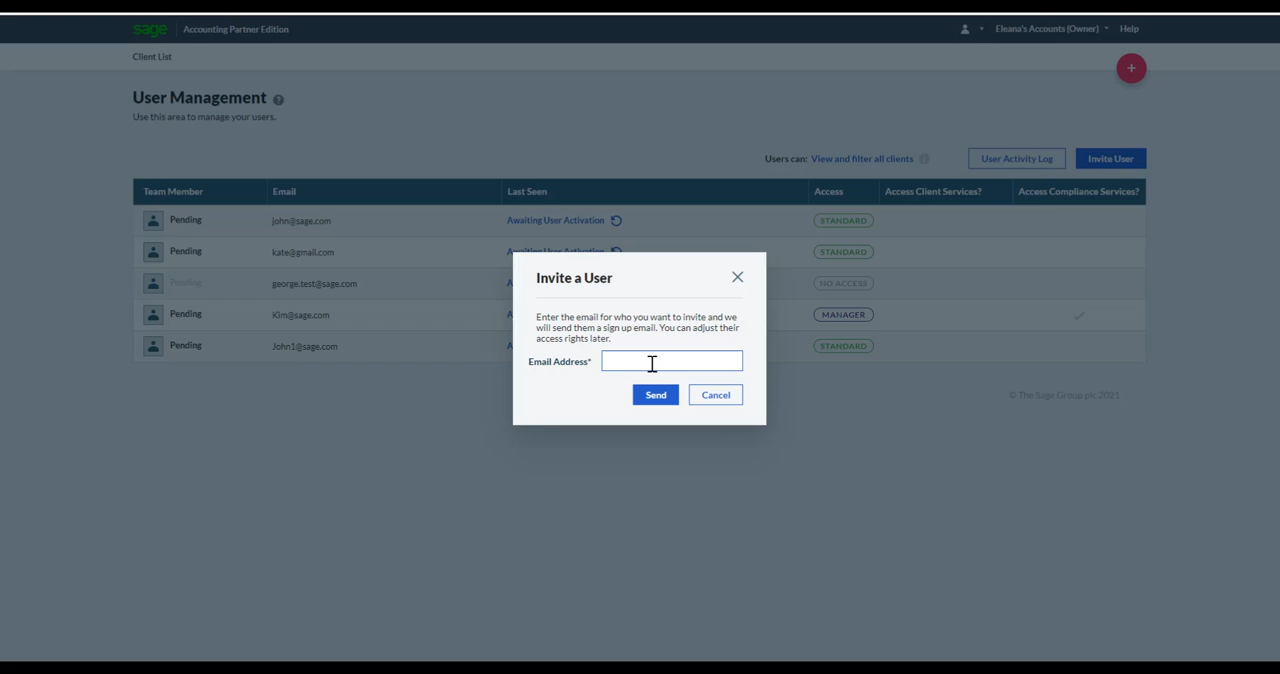 sage Accounting Partner Edition Eleana's Accounts (Owner) Help
Client List
+
User Management ?
Use this area to manage your users.
Users can: View and filter all clients i User Activity Log Invite User
Team Member Email Last Seen Access Access Client Services? Access Compliance Services?
Pending john@sage.com Awaiting User Activation STANDARD
Pending kate@gmail.com Awaiting User Activation STANDARD
Pending george.test@sage.com A NO ACCESS
Pending Kim@sage.com A MANAGER
Pending John1@sage.com A STANDARD
Invite a User
Enter the email for who you want to invite and we
will send them a sign up email. You can adjust their
access rights later.
Email Address*
Send Cancel
© The Sage Group plc 2021